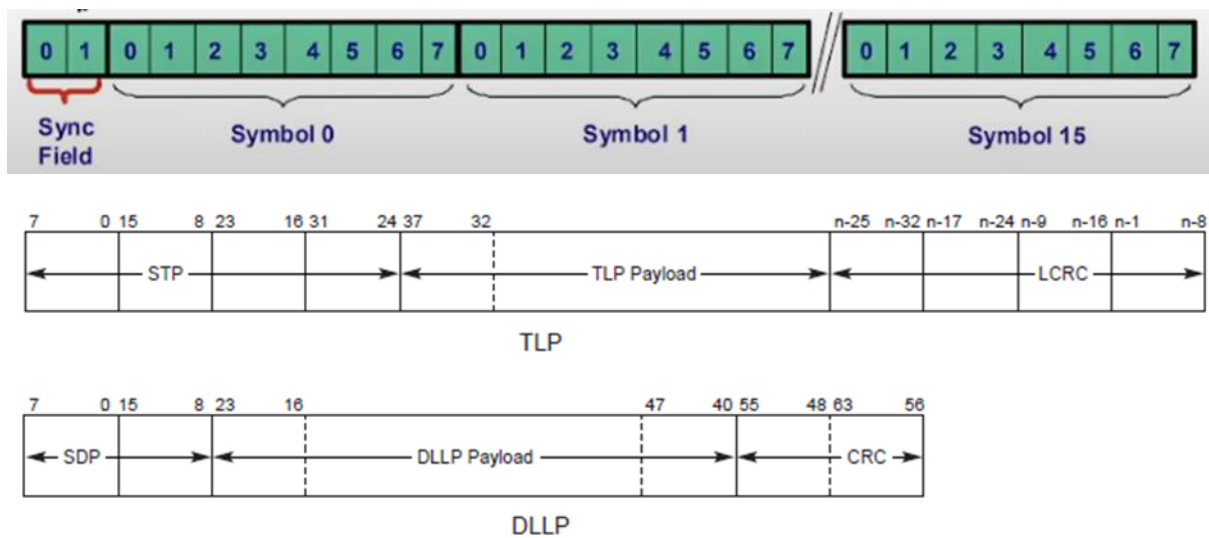 0 1 0 1 2 3 4 5 6 7 0 1 2 3 4 5 6 7 // 0 1 2 3 4 5 6 7
Sync Field Symbol 0 Symbol 1 Symbol 15
7 0 15 8 23 16 31 24 37 32 n-25 n-32 n-17 n-24 n-9 n-16 n-1 n-8
STP TLP Payload LCRC
TLP
7 0 15 8 23 16 47 40 55 48 63 56
SDP DLLP Payload CRC
DLLP